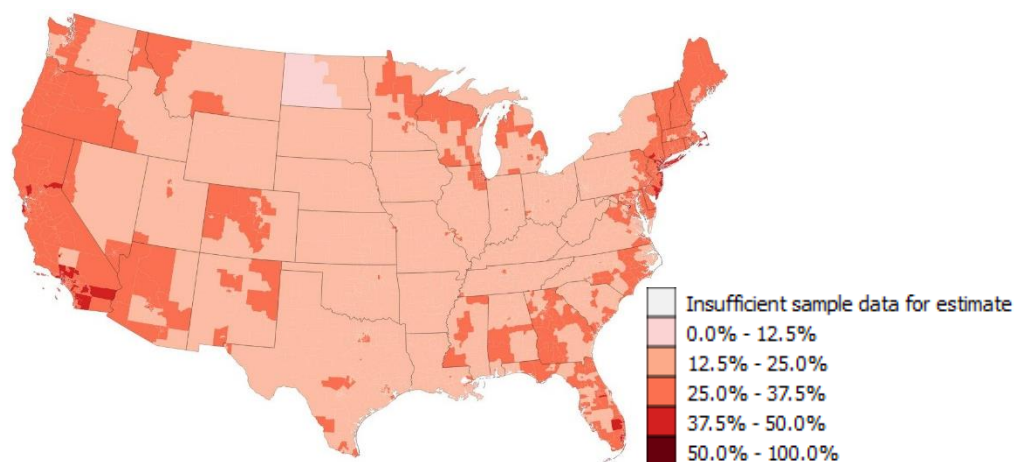 Insufficient sample data for estimate
0.0% - 12.5%
12.5% - 25.0%
25.0% - 37.5%
37.5% - 50.0%
50.0% - 100.0%